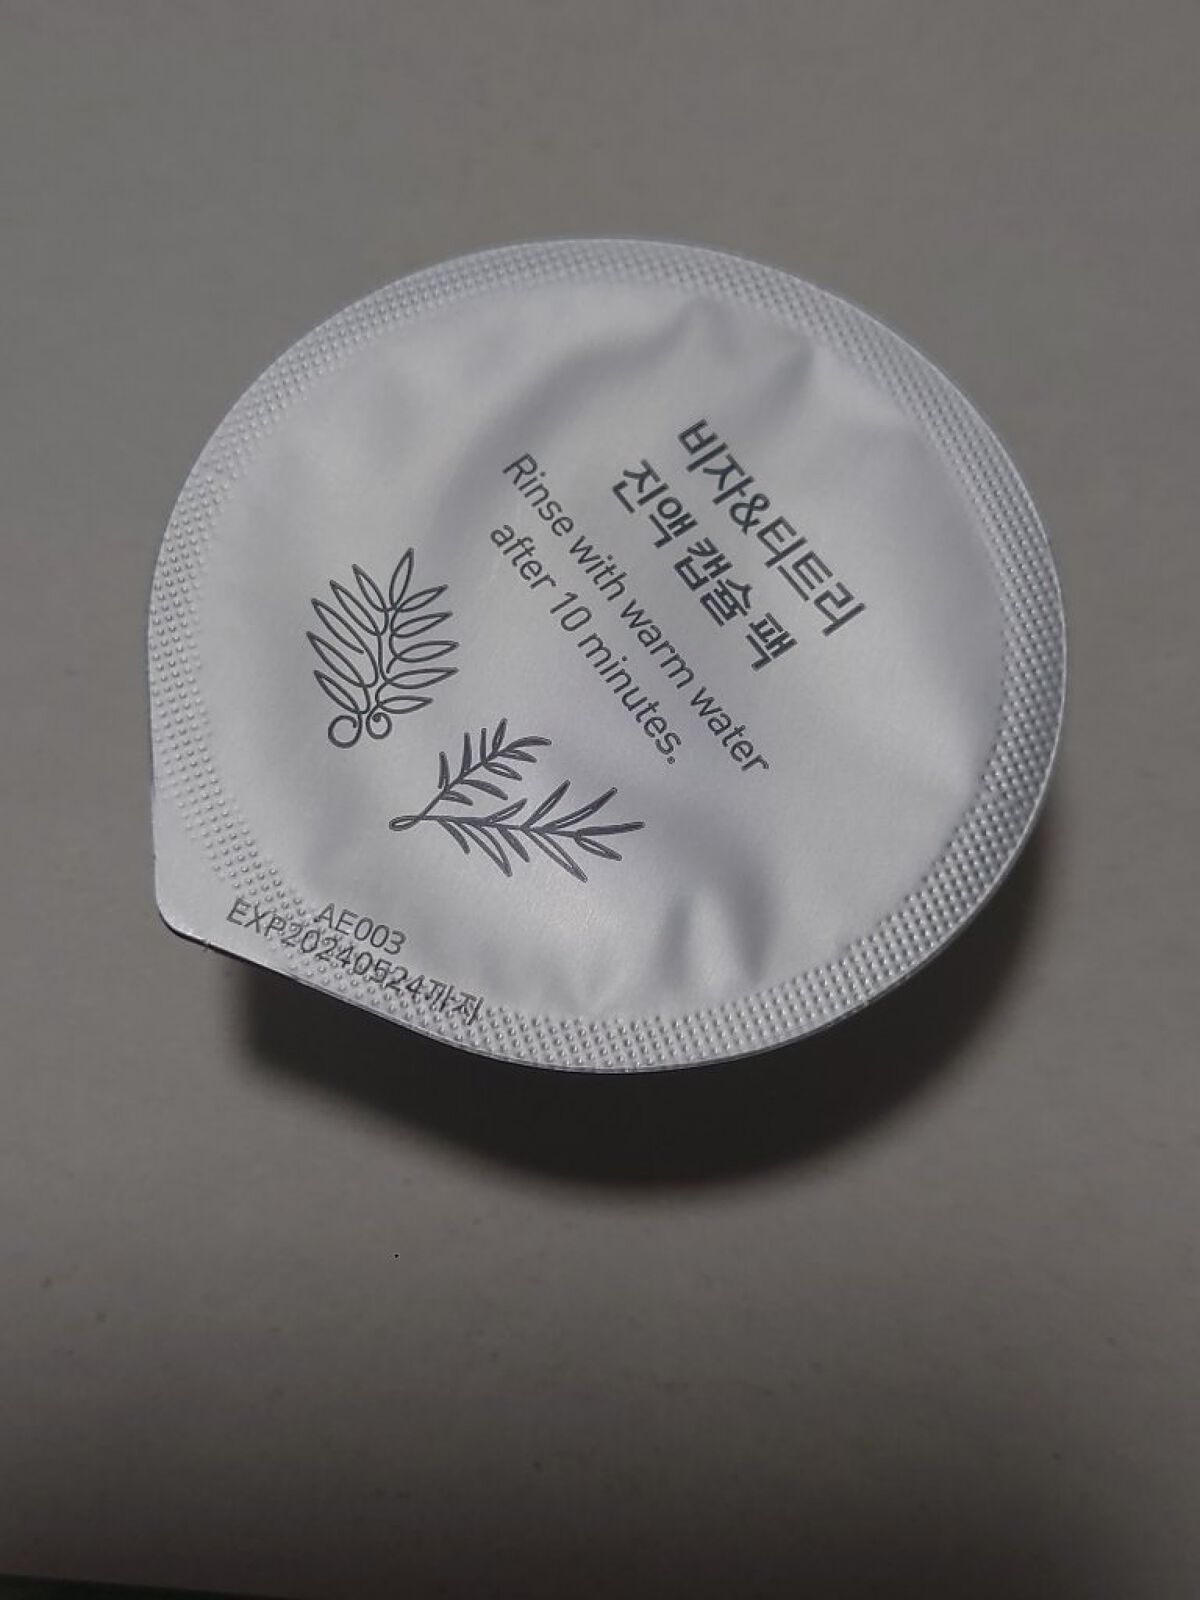 비자&티트리
진액 캡슐 팩
Rinse with warm water
after 10 minutes.
AE003
EXP20240524까지